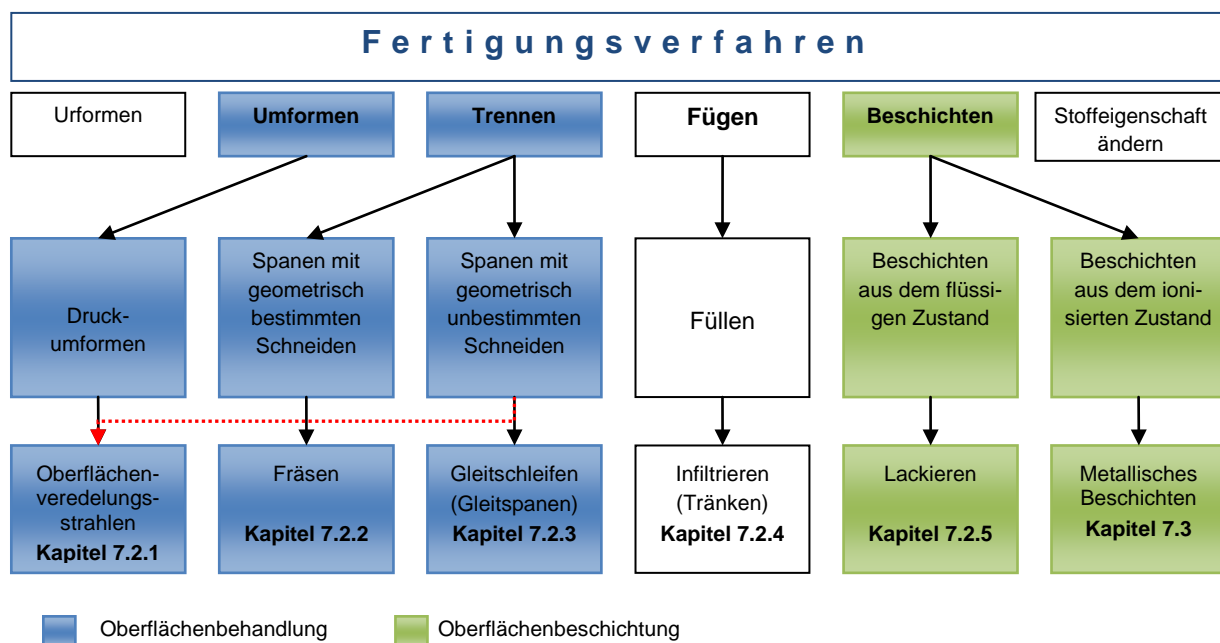 Fertigungsverfahren
Urformen
Umformen
Trennen
Fügen
Beschichten
Stoffeigenschaft
ändern
Druck-
umformen
Spanen mit
geometrisch
bestimmten
Schneiden
Spanen mit
geometrisch
unbestimmten
Schneiden
Füllen
Beschichten
aus dem flüssi-
gen Zustand
Beschichten
aus dem ioni-
sierten Zustand
Oberflächen-
veredelungs-
strahlen
Kapitel 7.2.1
Fräsen
Kapitel 7.2.2
Gleitschleifen
(Gleitspanen)
Kapitel 7.2.3
Infiltrieren
(Tränken)
Kapitel 7.2.4
Lackieren
Kapitel 7.2.5
Metallisches
Beschichten
Kapitel 7.3
Oberflächenbehandlung
Oberflächenbeschichtung